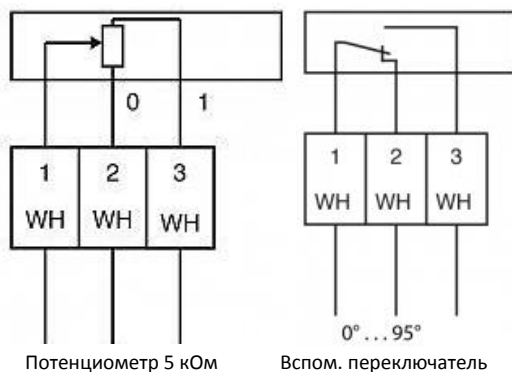 0 1
1 2 3
WH WH WH
1 2 3
WH WH WH
0° ... 95°
Потенциометр 5 кОм
Вспом. переключатель